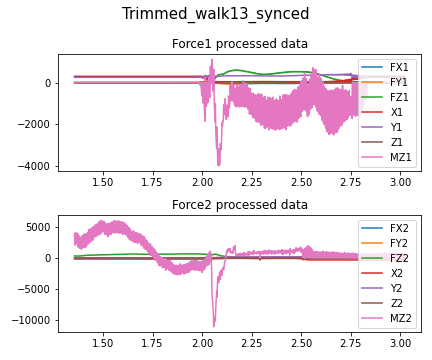 Trimmed_walk13_synced
Force1 processed data
0
−2000
−4000
1.50 1.75 2.00 2.25 2.50 2.75 3.00
FX1
FY1
FZ1
X1
Y1
Z1
MZ1
Force2 processed data
5000
0
−5000
−10000
1.50 1.75 2.00 2.25 2.50 2.75 3.00
FX2
FY2
FZ2
X2
Y2
Z2
MZ2